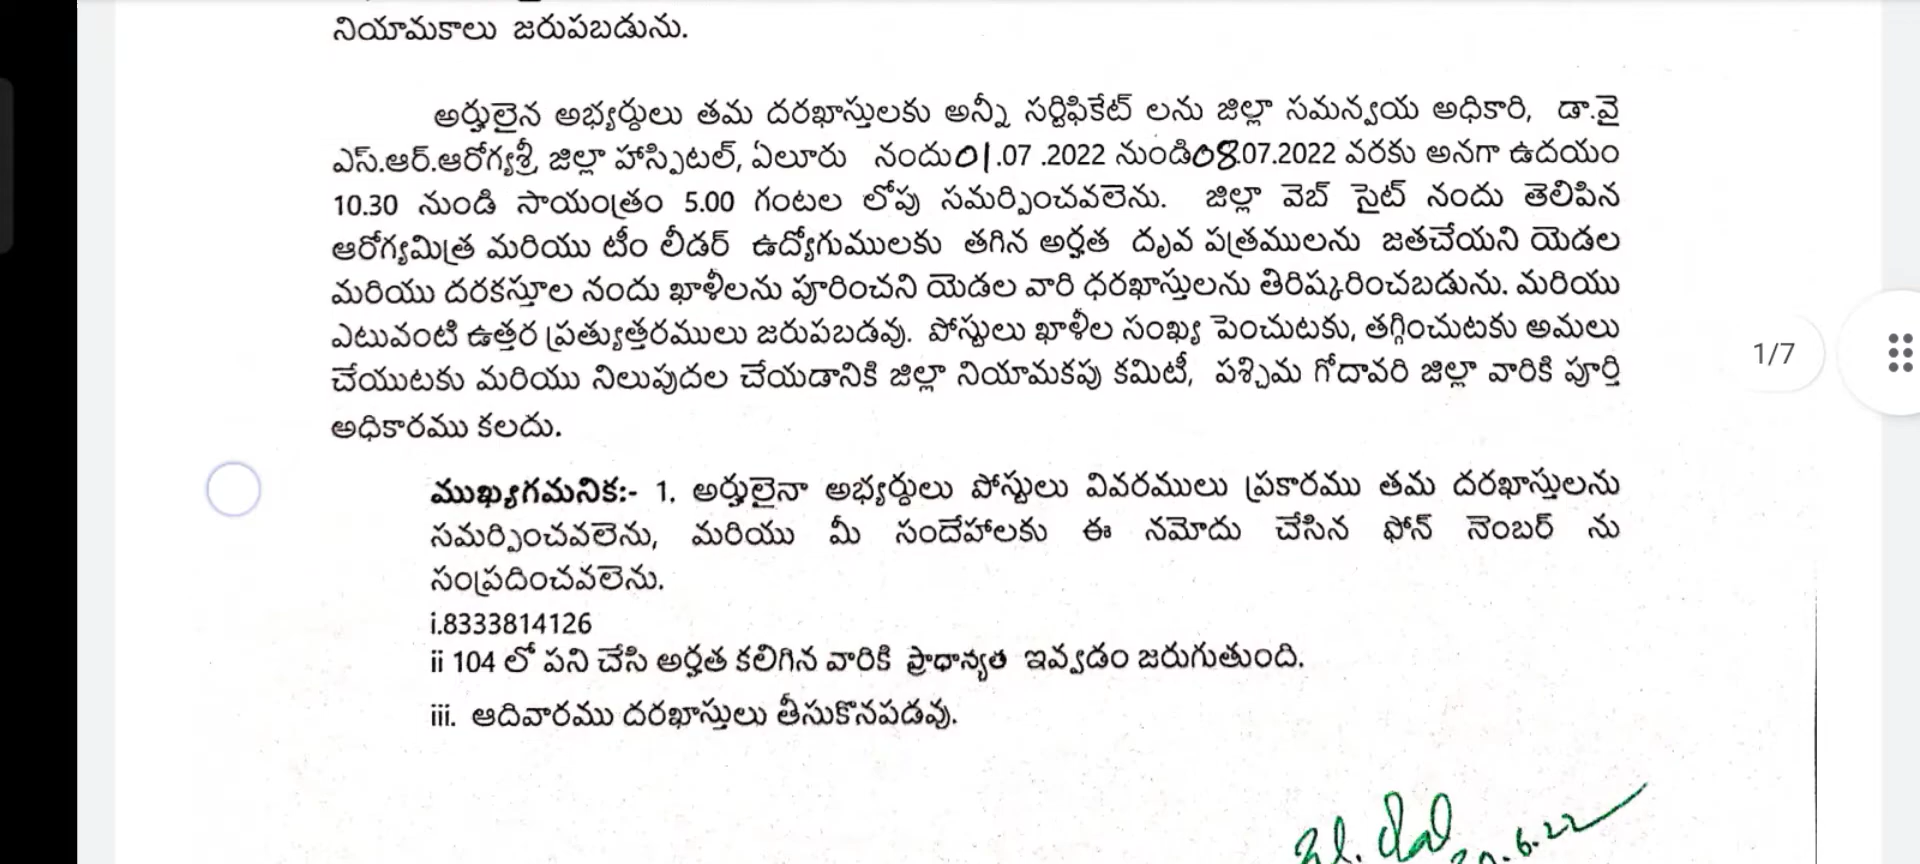 నియామకాలు జరుపబడును.
అర్హులైన అభ్యర్థులు తమ దరఖాస్తులకు అన్నీ సర్టిఫికేట్ లను జిల్లా సమన్వయ అధికారి, డా.వై
ఎస్.ఆర్.ఆరోగ్యశ్రీ, జిల్లా హాస్పిటల్, ఏలూరు నందు01.07 .2022 నుండి08.07.2022 వరకు అనగా ఉదయం
10.30 నుండి సాయంత్రం 5.00 గంటల లోపు సమర్పించవలెను. జిల్లా వెబ్ సైట్ నందు తెలిపిన
ఆరోగ్యమిత్ర మరియు టీం లీడర్ ఉద్యోగుములకు తగిన అర్హత దృవ పత్రములను జతచేయని యెడల
మరియు దరకస్తూల నందు ఖాళీలను పూరించని యెడల వారి ధరఖాస్తులను తిరిష్కరించబడును. మరియు
ఎటువంటి ఉత్తర ప్రత్యుత్తరములు జరుపబడవు. పోస్టులు ఖాళీల సంఖ్య పెంచుటకు, తగ్గించుటకు అమలు
చేయుటకు మరియు నిలుపుదల చేయడానికి జిల్లా నియామకపు కమిటీ, పశ్చిమ గోదావరి జిల్లా వారికి పూర్తి
అధికారము కలదు.
1/7
ముఖ్యగమనిక:- 1. అర్హులైనా అభ్యర్థులు పోస్టులు వివరములు ప్రకారము తమ దరఖాస్తులను
సమర్పించవలెను, మరియు మీ సందేహాలకు ఈ నమోదు చేసిన ఫోన్ నెంబర్ ను
సంప్రదించవలెను.
i.8333814126
ii 104 లో పని చేసి అర్హత కలిగిన వారికి ప్రాధాన్యత ఇవ్వడం జరుగుతుంది.
iii. ఆదివారము దరఖాస్తులు తీసుకొనపడవు.